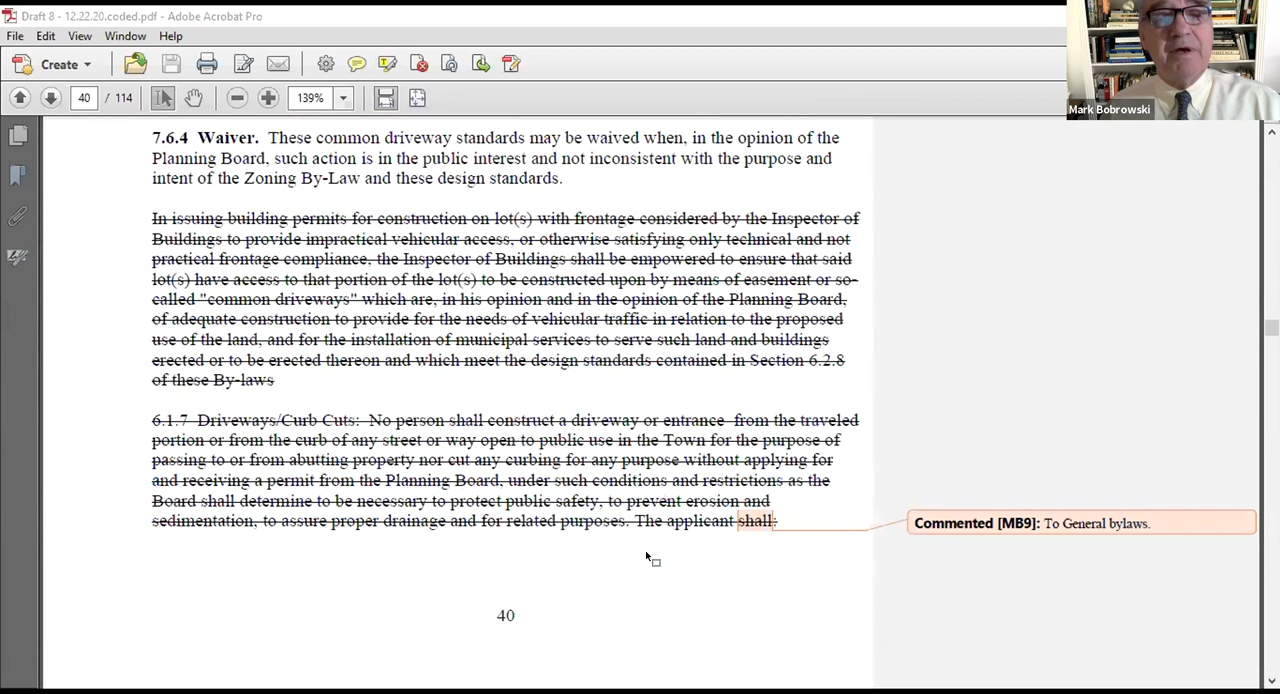 Draft 8 - 12.22.20.coded.pdf - Adobe Acrobat Pro
File Edit View Window Help
Create
40 / 114 139%
Mark Bobrowski
7.6.4 Waiver. These common driveway standards may be waived when, in the opinion of the
Planning Board, such action is in the public interest and not inconsistent with the purpose and
intent of the Zoning By-Law and these design standards.
In issuing building permits for construction on lot(s) with frontage considered by the Inspector of
Buildings to provide impractical vehicular access, or otherwise satisfying only technical and not
practical frontage compliance, the Inspector of Buildings shall be empowered to ensure that said
lot(s) have access to that portion of the lot(s) to be constructed upon by means of easement or so-
called "common driveways" which are, in his opinion and in the opinion of the Planning Board,
of adequate construction to provide for the needs of vehicular traffic in relation to the proposed
use of the land, and for the installation of municipal services to serve such land and buildings
erected or to be erected thereon and which meet the design standards contained in Section 6.2.8
of these By-laws
6.1.7 Driveways/Curb Cuts: No person shall construct a driveway or entrance from the traveled
portion or from the curb of any street or way open to public use in the Town for the purpose of
passing to or from abutting property nor cut any curbing for any purpose without applying for
and receiving a permit from the Planning Board, under such conditions and restrictions as the
Board shall determine to be necessary to protect public safety, to prevent erosion and
sedimentation, to assure proper drainage and for related purposes. The applicant shall:
Commented [MB9]: To General bylaws.
40